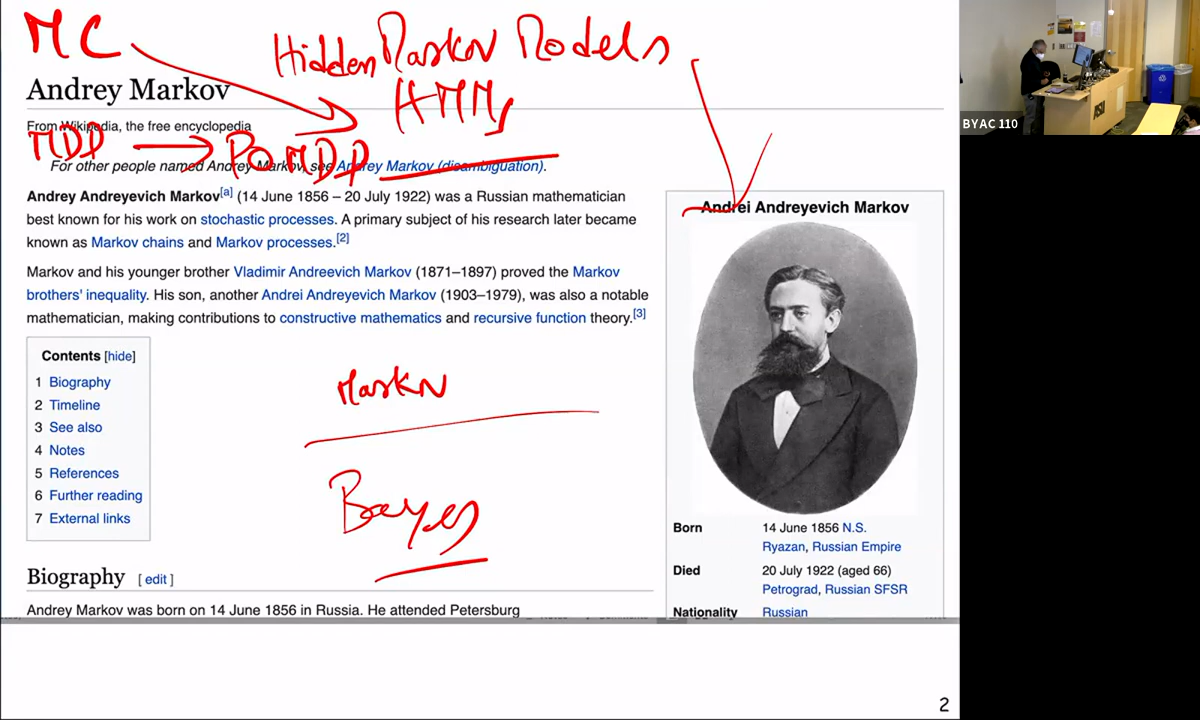 MC
Hidden Markov Models
HMMs
Andrey Markov
From Wikipedia, the free encyclopedia
MDP → POMDP
For other people named Andrey Markov, see Andrey Markov (disambiguation).
Andrey Andreyevich Markov[a] (14 June 1856 – 20 July 1922) was a Russian mathematician
best known for his work on stochastic processes. A primary subject of his research later became
known as Markov chains and Markov processes.[2]
Markov and his younger brother Vladimir Andreevich Markov (1871–1897) proved the Markov
brothers' inequality. His son, another Andrei Andreyevich Markov (1903–1979), was also a notable
mathematician, making contributions to constructive mathematics and recursive function theory.[3]
Contents [hide]
1 Biography
2 Timeline
3 See also
4 Notes
5 References
6 Further reading
7 External links
Markov
Bayes
Biography [ edit ]
Andrey Markov was born on 14 June 1856 in Russia. He attended Petersburg
Andrei Andreyevich Markov
Born 14 June 1856 N.S.
Ryazan, Russian Empire
Died 20 July 1922 (aged 66)
Petrograd, Russian SFSR
Nationality Russian
2
BYAC 110
ASU